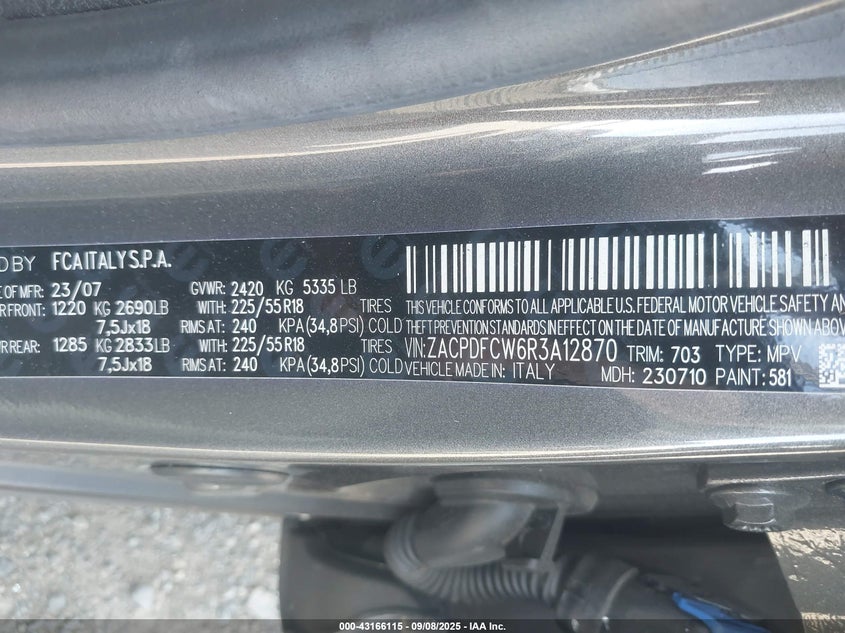 D BY FCA ITALY S.P.A.
E OF MFR: 23/07 GVWR: 2420 KG 5335 LB
R FRONT: 1220 KG 2690LB WITH: 225/55R18 TIRES
7,5Jx18 RIMS AT: 240 KPA(34,8PSI) COLD
R REAR: 1285 KG 2833LB WITH: 225/55R18 TIRES
7,5Jx18 RIMS AT: 240 KPA(34,8PSI) COLD
THIS VEHICLE CONFORMS TO ALL APPLICABLE U.S. FEDERAL MOTOR VEHICLE SAFETY AN
THEFT PREVENTION STANDARDS IN EFFECT ON THE DATE OF MANUFACTURE SHOWN ABOVE
VIN: ZACPDFCW6R3A12870 TRIM: 703 TYPE: MPV
VEHICLE MADE IN: ITALY MDH: 230710 PAINT: 581
000-43166115 - 09/08/2025 - IAA Inc.